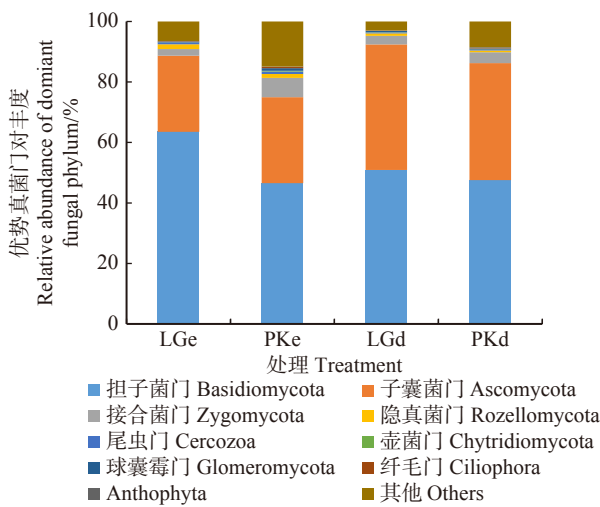 优势真菌门对丰度
Relative abundance of domiant
fungal phylum/%
100
80
60
40
20
0
LGe PKe LGd PKd
处理 Treatment
担子菌门 Basidiomycota 子囊菌门 Ascomycota
接合菌门 Zygomycota 隐真菌门 Rozellomycota
尾虫门 Cercozoa 壶菌门 Chytridiomycota
球囊霉门 Glomeromycota 纤毛门 Ciliophora
Anthophyta 其他 Others